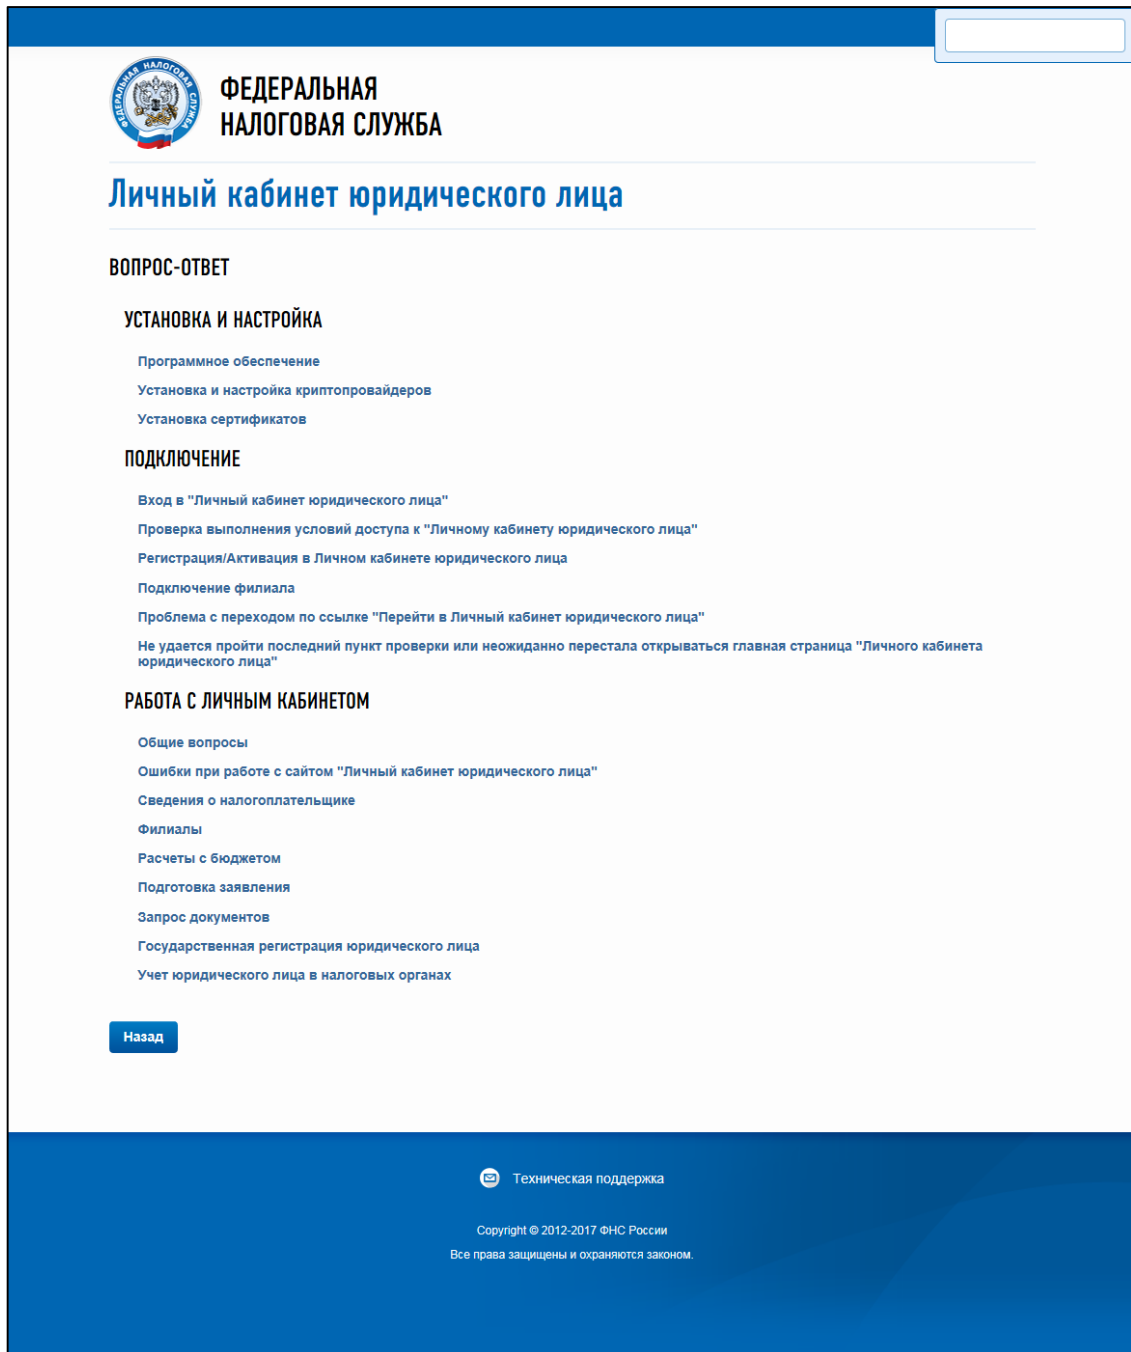 ФЕДЕРАЛЬНАЯ НАЛОГОВАЯ СЛУЖБА
ФЕДЕРАЛЬНАЯ
НАЛОГОВАЯ СЛУЖБА
Личный кабинет юридического лица
ВОПРОС-ОТВЕТ
УСТАНОВКА И НАСТРОЙКА
Программное обеспечение
Установка и настройка криптопровайдеров
Установка сертификатов
ПОДКЛЮЧЕНИЕ
Вход в "Личный кабинет юридического лица"
Проверка выполнения условий доступа к "Личному кабинету юридического лица"
Регистрация/Активация в Личном кабинете юридического лица
Подключение филиала
Проблема с переходом по ссылке "Перейти в Личный кабинет юридического лица"
Не удается пройти последний пункт проверки или неожиданно перестала открываться главная страница "Личного кабинета
юридического лица"
РАБОТА С ЛИЧНЫМ КАБИНЕТОМ
Общие вопросы
Ошибки при работе с сайтом "Личный кабинет юридического лица"
Сведения о налогоплательщике
Филиалы
Расчеты с бюджетом
Подготовка заявления
Запрос документов
Государственная регистрация юридического лица
Учет юридического лица в налоговых органах
Назад
Техническая поддержка
Copyright © 2012-2017 ФНС России
Все права защищены и охраняются законом.